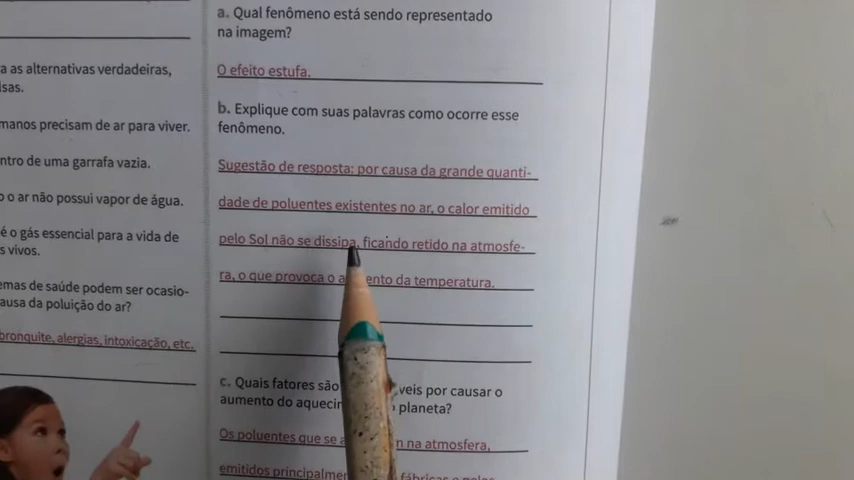 a as alternativas verdadeiras,
sas.
manos precisam de ar para viver.
ntro de uma garrafa vazia.
o ar não possui vapor de água.
é o gás essencial para a vida de
s vivos.
emas de saúde podem ser ocasio-
ausa da poluição do ar?
bronquite, alergias, intoxicação, etc.
a. Qual fenômeno está sendo representado
na imagem?
O efeito estufa.
b. Explique com suas palavras como ocorre esse
fenômeno.
Sugestão de resposta: por causa da grande quanti-
dade de poluentes existentes no ar, o calor emitido
pelo Sol não se dissipa, ficando retido na atmosfe-
ra, o que provoca o a ento da temperatura.
c. Quais fatores são veis por causar o
aumento do aqueci planeta?
Os poluentes que se a m na atmosfera,
emitidos principalmen fábricas e pelos